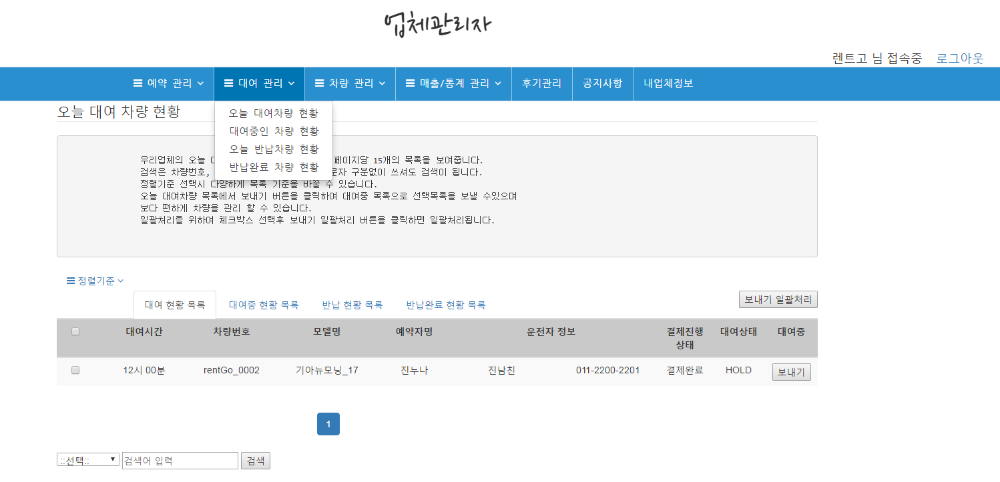 업체관리자
렌트고 님 접속중 로그아웃
예약 관리 대여 관리 차량 관리 매출/통계 관리 후기관리 공지사항 내업체정보
오늘 대여 차량 현황
오늘 대여차량 현황
대여중인 차량 현황
오늘 반납차량 현황
반납완료 차량 현황
우리업체의 오늘 페이지당 15개의 목록을 보여줍니다.
검색은 차량번호, 문자 구분없이 쓰셔도 검색이 됩니다.
정렬기준 선택시 다양하게 목록 기준을 바꿀 수 있습니다.
오늘 대여차량 목록에서 보내기 버튼을 클릭하여 대여중 목록으로 선택목록을 보낼 수있으며
보다 편하게 차량을 관리 할 수 있습니다.
일괄처리를 위하여 체크박스 선택후 보내기 일괄처리 버튼을 클릭하면 일괄처리됩니다.
정렬기준
대여 현황 목록 대여중 현황 목록 반납 현황 목록 반납완료 현황 목록 보내기 일괄처리
대여시간 차량번호 모델명 예약자명 운전자 정보 결제진행 대여상태 대여중
상태
12시 00분 rentGo_0002 기아뉴모닝_17 진누나 진남친 011-2200-2201 결제완료 HOLD 보내기
1
::선택:: 검색어 입력 검색